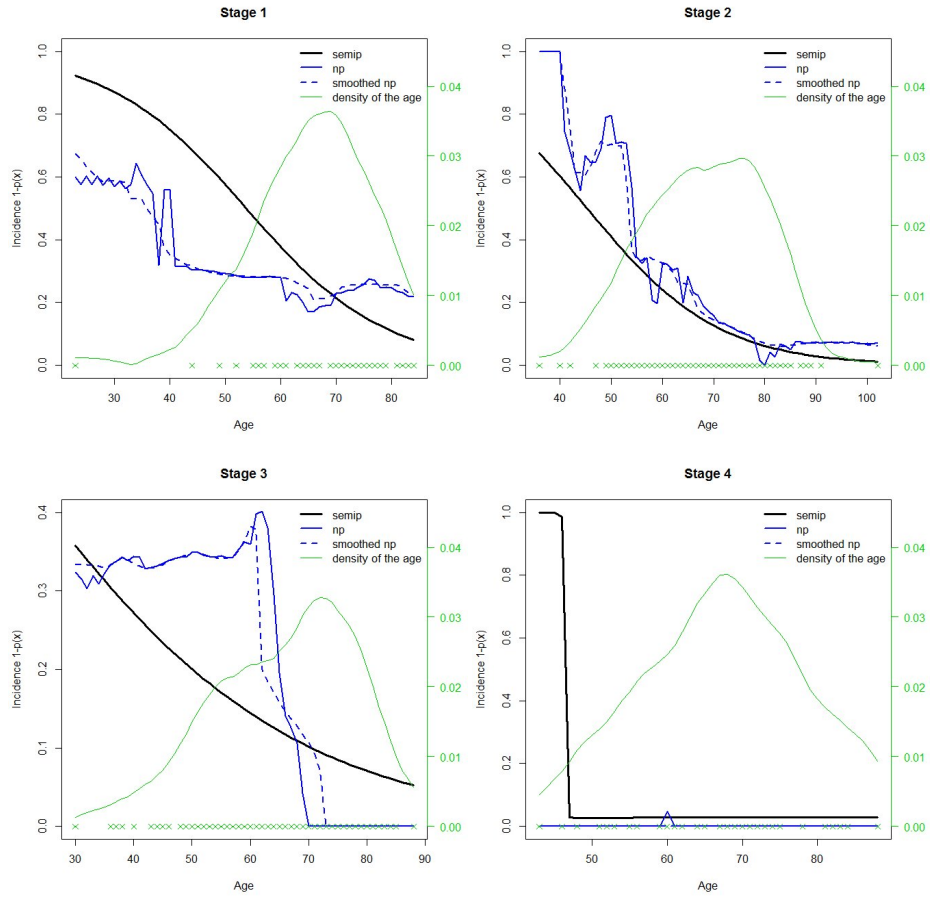 Stage 1
semip
np
smoothed np
density of the age
1.0
0.8
0.6
0.4
0.2
0.0
Incidence 1-p(x)
0.04
0.03
0.02
0.01
0.00
30 40 50 60 70 80
Age
Stage 2
semip
np
smoothed np
density of the age
1.0
0.8
0.6
0.4
0.2
0.0
Incidence 1-p(x)
0.04
0.03
0.02
0.01
0.00
40 50 60 70 80 90 100
Age
Stage 3
semip
np
smoothed np
density of the age
0.4
0.3
0.2
0.1
0.0
Incidence 1-p(x)
0.04
0.03
0.02
0.01
0.00
30 40 50 60 70 80 90
Age
Stage 4
semip
np
smoothed np
density of the age
1.0
0.8
0.6
0.4
0.2
0.0
Incidence 1-p(x)
0.04
0.03
0.02
0.01
0.00
50 60 70 80
Age